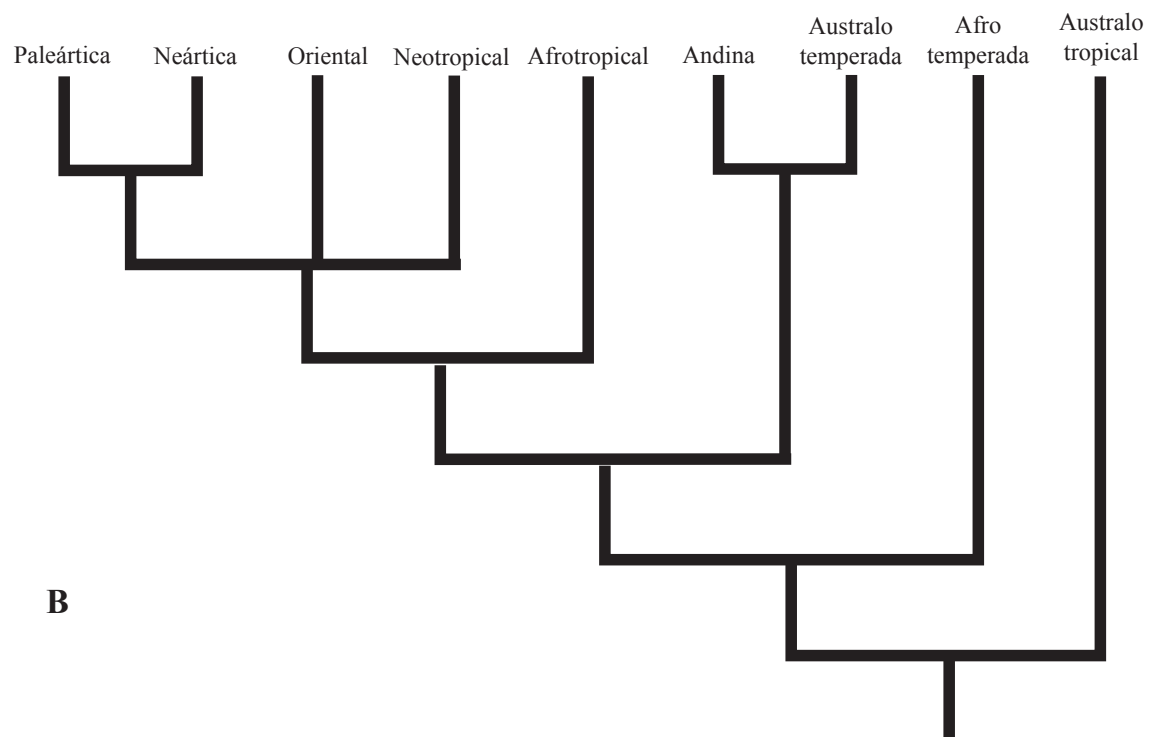 Paleártica
Neártica
Oriental
Neotropical
Afrotropical
Andina
Australo
temperada
Afro
temperada
Australo
tropical
B